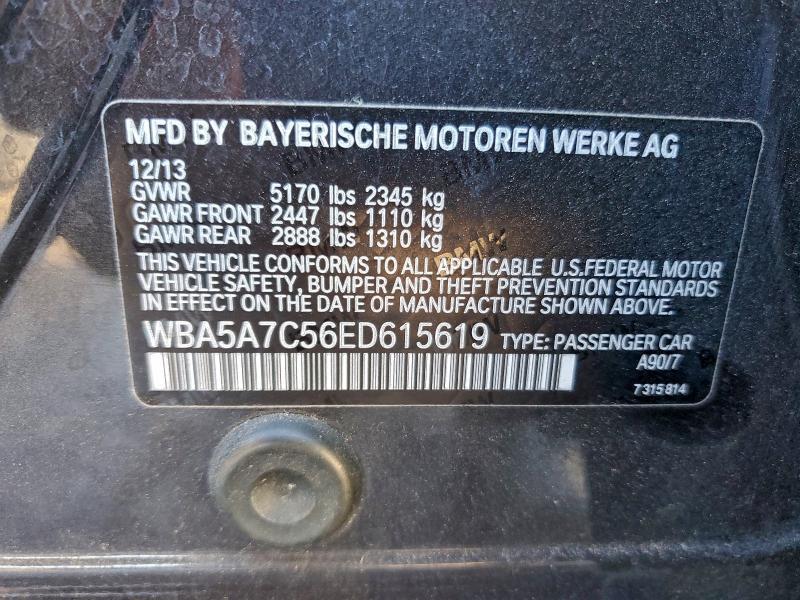 MFD BY BAYERISCHE MOTOREN WERKE AG
12/13
GVWR 5170 lbs 2345 kg
GAWR FRONT 2447 lbs 1110 kg
GAWR REAR 2888 lbs 1310 kg
THIS VEHICLE CONFORMS TO ALL APPLICABLE U.S.FEDERAL MOTOR
VEHICLE SAFETY, BUMPER AND THEFT PREVENTION STANDARDS
IN EFFECT ON THE DATE OF MANUFACTURE SHOWN ABOVE.
WBA5A7C56ED615619 TYPE: PASSENGER CAR
A90/7
7 315 814
BMW